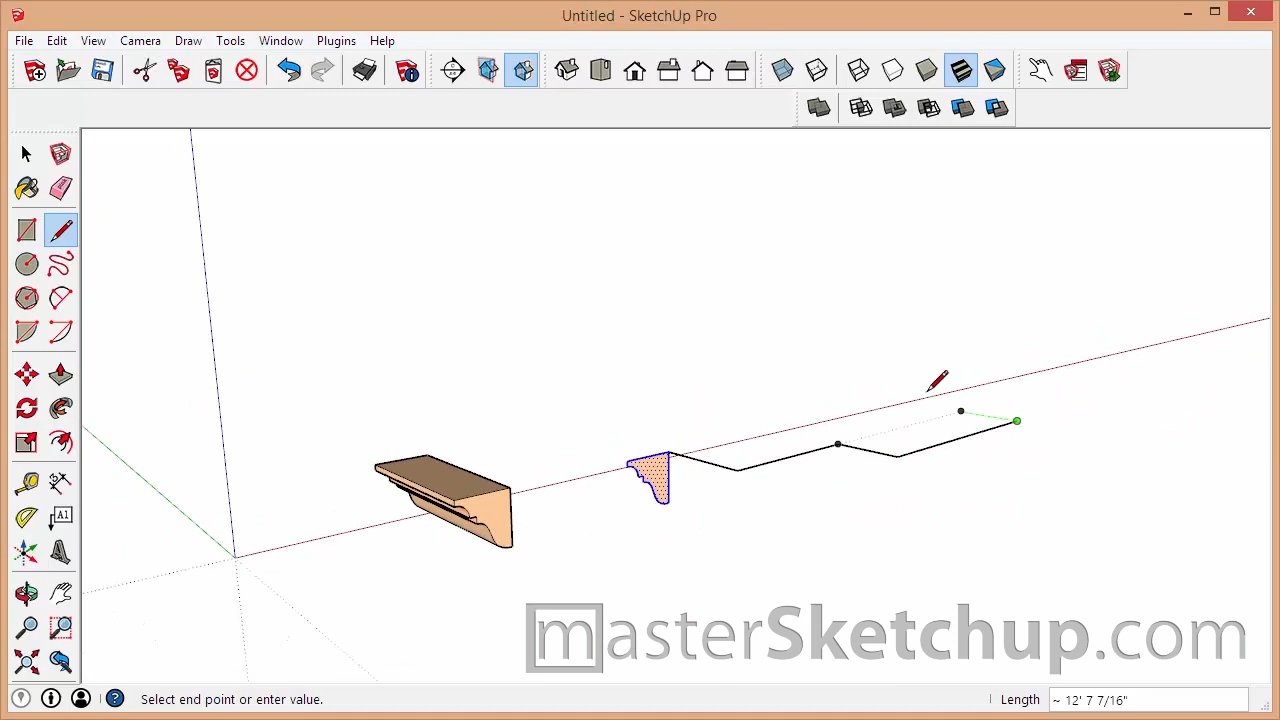 Untitled - SketchUp Pro
File Edit View Camera Draw Tools Window Plugins Help
A1
masterSketchup.com
Select end point or enter value.
Length ~ 12' 7 7/16"